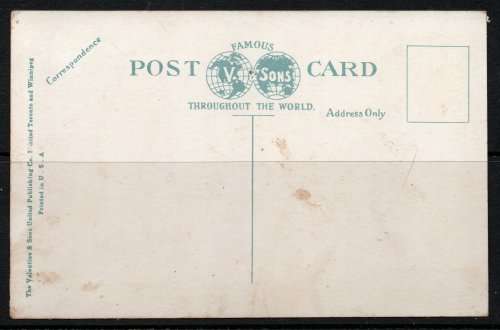 Correspondence
FAMOUS
POST V. & SONS CARD
THROUGHOUT THE WORLD.
Address Only
The Valentine & Sons United Publishing Co. Toronto and Winnipeg
Printed in U. S. A